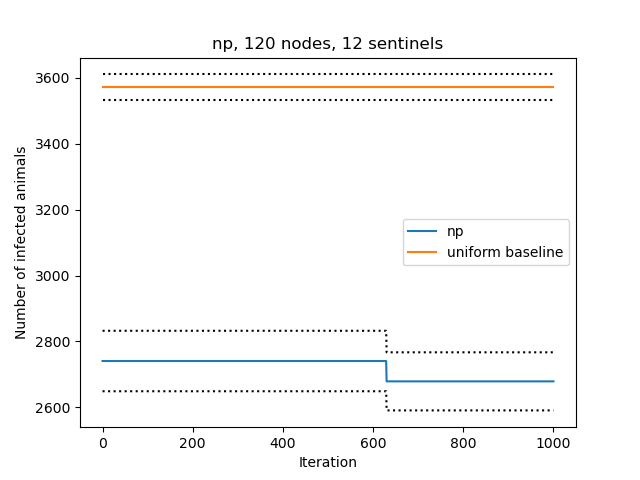 np, 120 nodes, 12 sentinels
Number of infected animals
3600
3400
3200
3000
2800
2600
np
uniform baseline
0 200 400 600 800 1000
Iteration